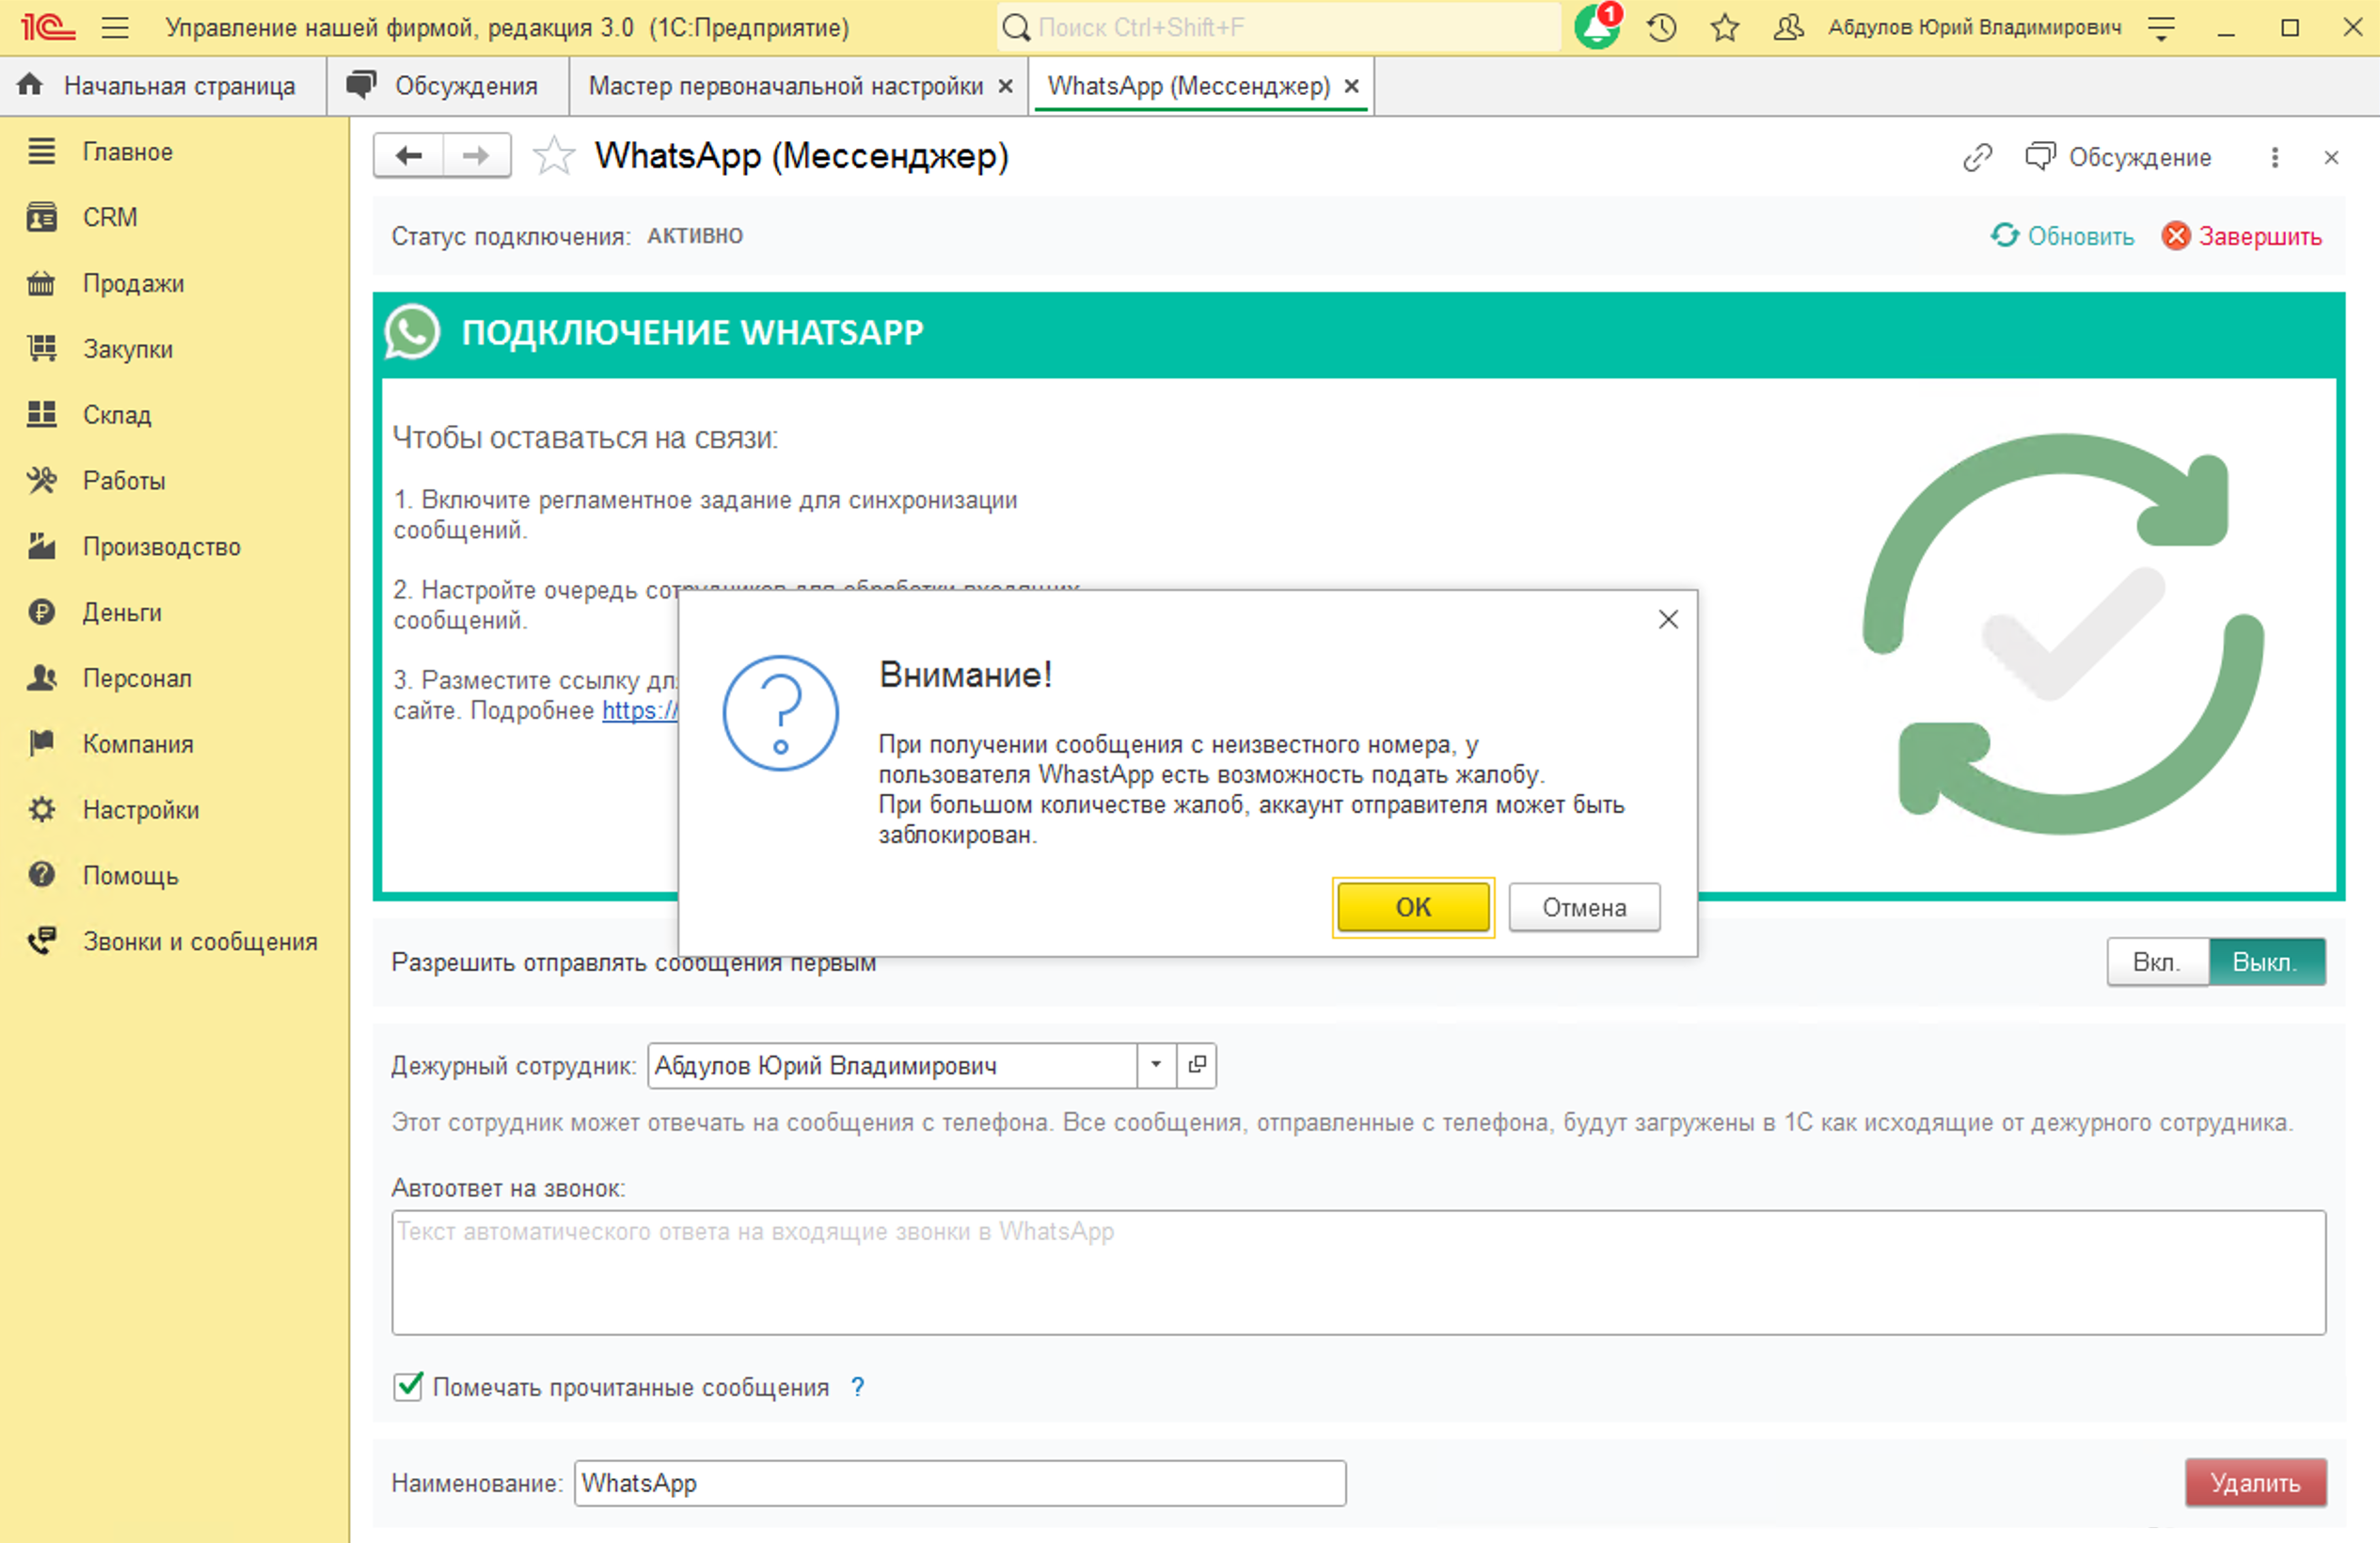 1С Управление нашей фирмой, редакция 3.0 (1С:Предприятие) Поиск Ctrl+Shift+F 1 Абдулов Юрий Владимирович
Начальная страница Обсуждения Мастер первоначальной настройки WhatsApp (Мессенджер)
Главное
CRM
Продажи
Закупки
Склад
Работы
Производство
Деньги
Персонал
Компания
Настройки
Помощь
Звонки и сообщения
WhatsApp (Мессенджер) Обсуждение
Статус подключения: АКТИВНО Обновить Завершить
ПОДКЛЮЧЕНИЕ WHATSAPP
Чтобы оставаться на связи:
1. Включите регламентное задание для синхронизации
сообщений.
2. Настройте очередь сотрудников для обработки входящих
сообщений.
3. Разместите ссылку
сайте. Подробнее https://
Внимание!
При получении сообщения с неизвестного номера, у
пользователя WhastApp есть возможность подать жалобу.
При большом количестве жалоб, аккаунт отправителя может быть
заблокирован.
ОК Отмена
Разрешить отправлять сообщения первым Вкл. Выкл.
Дежурный сотрудник: Абдулов Юрий Владимирович
Этот сотрудник может отвечать на сообщения с телефона. Все сообщения, отправленные с телефона, будут загружены в 1С как исходящие от дежурного сотрудника.
Автоответ на звонок:
Текст автоматического ответа на входящие звонки в WhatsApp
Помечать прочитанные сообщения ?
Наименование: WhatsApp Удалить